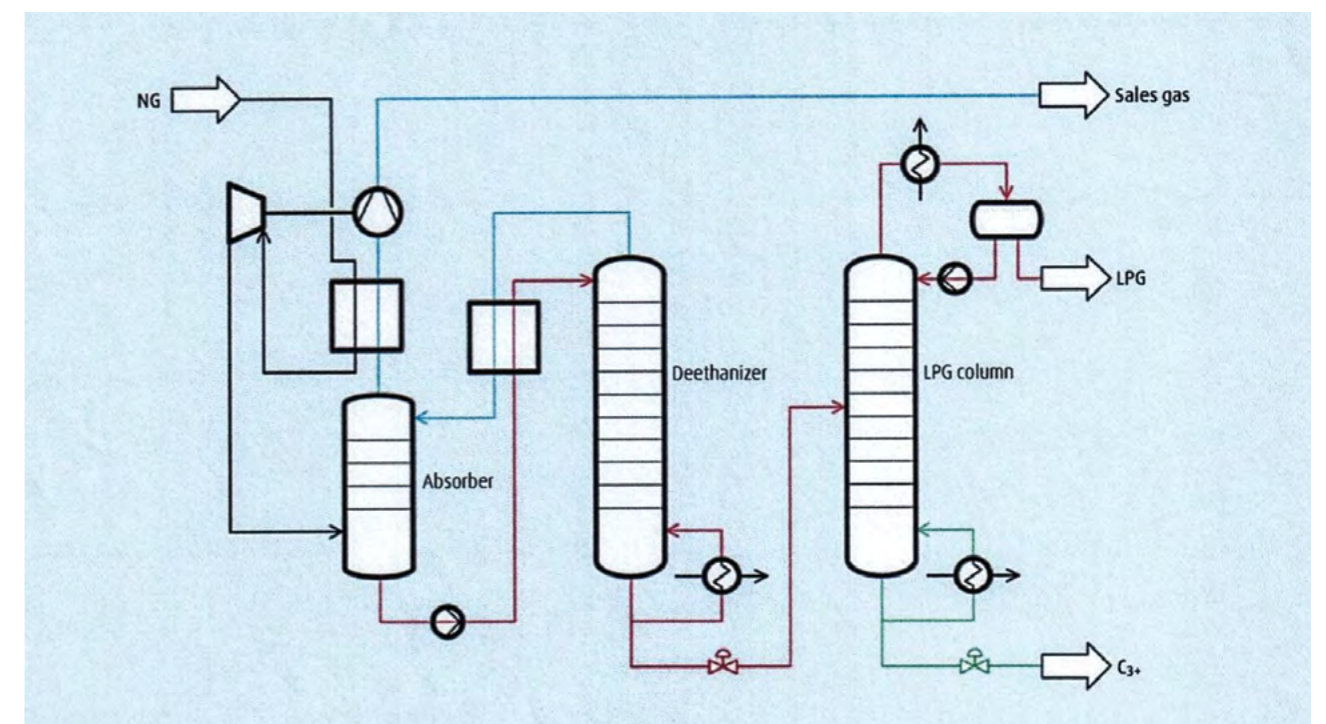 NG
Sales gas
LPG
Deethanizer
LPG column
Absorber
C₃₊